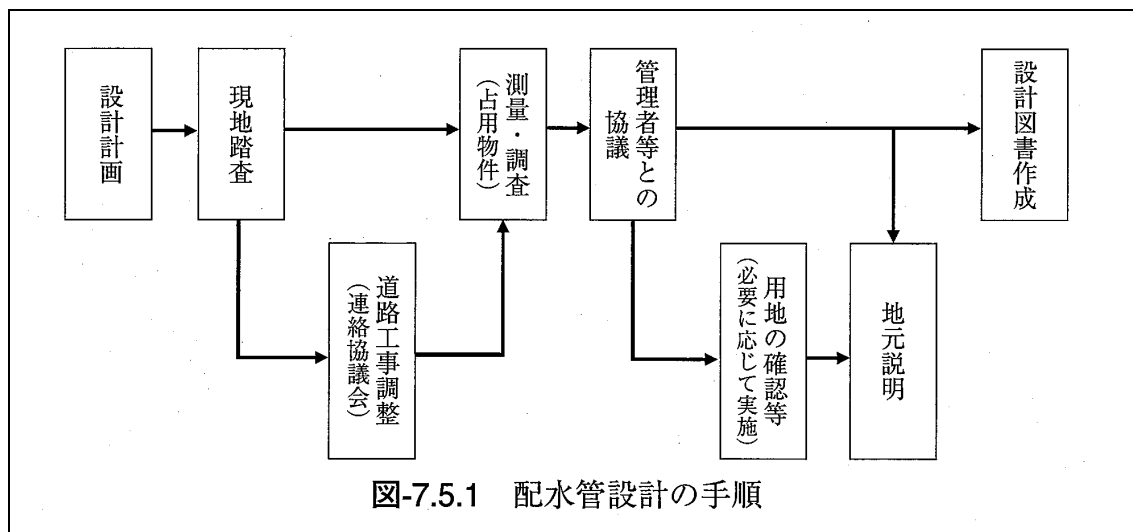 設計計画
現地踏査
測量・調査
(占用物件)
管理者等との
協議
設計図書作成
道路工事調整
(連絡協議会)
用地の確認等
(必要に応じて実施)
地元説明
図-7.5.1 配水管設計の手順